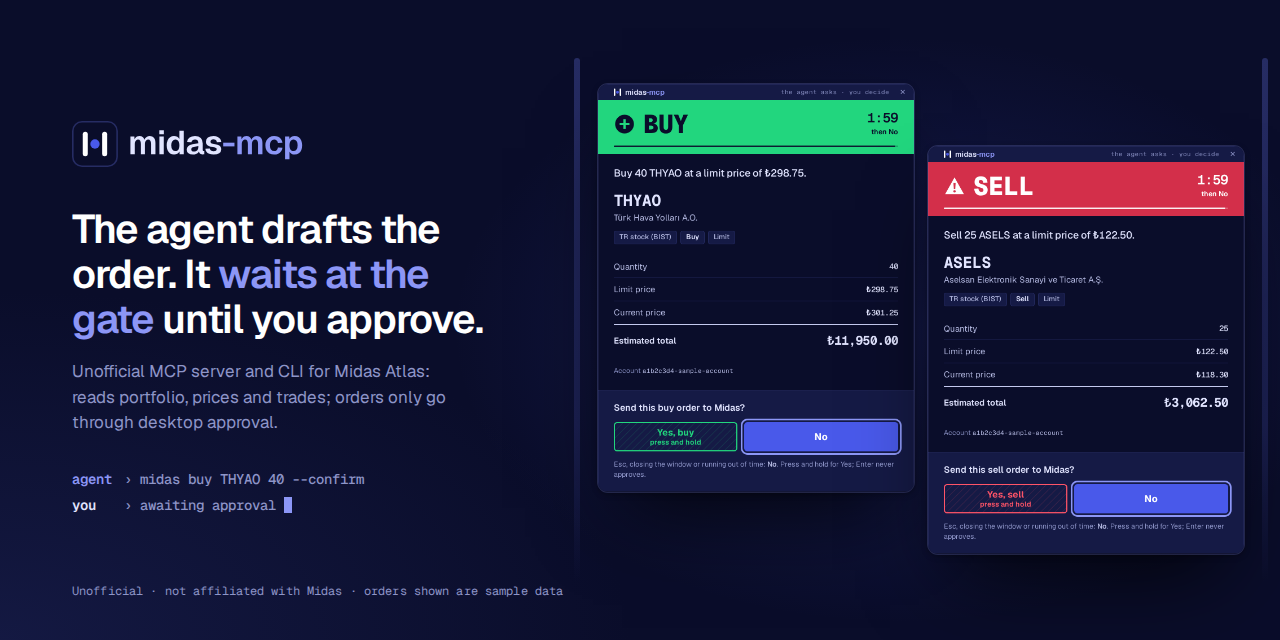 midas-mcp
The agent drafts the
order. It waits at the
gate until you approve.
Unofficial MCP server and CLI for Midas Atlas:
reads portfolio, prices and trades; orders only go
through desktop approval.
agent › midas buy THYAO 40 --confirm
you › awaiting approval
Unofficial · not affiliated with Midas · orders shown are sample data
midas-mcp the agent asks · you decide ×
BUY 1:59
then No
Buy 40 THYAO at a limit price of ₺298.75.
THYAO
Türk Hava Yolları A.O.
TR stock (BIST) Buy Limit
Quantity 40
Limit price ₺298.75
Current price ₺301.25
Estimated total ₺11,950.00
Account a1b2c3d4-sample-account
Send this buy order to Midas?
Yes, buy
press and hold
No
Esc, closing the window or running out of time: No. Press and hold for Yes; Enter never
approves.
midas-mcp the agent asks · you decide ×
SELL 1:59
then No
Sell 25 ASELS at a limit price of ₺122.50.
ASELS
Aselsan Elektronik Sanayi ve Ticaret A.Ş.
TR stock (BIST) Sell Limit
Quantity 25
Limit price ₺122.50
Current price ₺118.30
Estimated total ₺3,062.50
Account a1b2c3d4-sample-account
Send this sell order to Midas?
Yes, sell
press and hold
No
Esc, closing the window or running out of time: No. Press and hold for Yes; Enter never
approves.